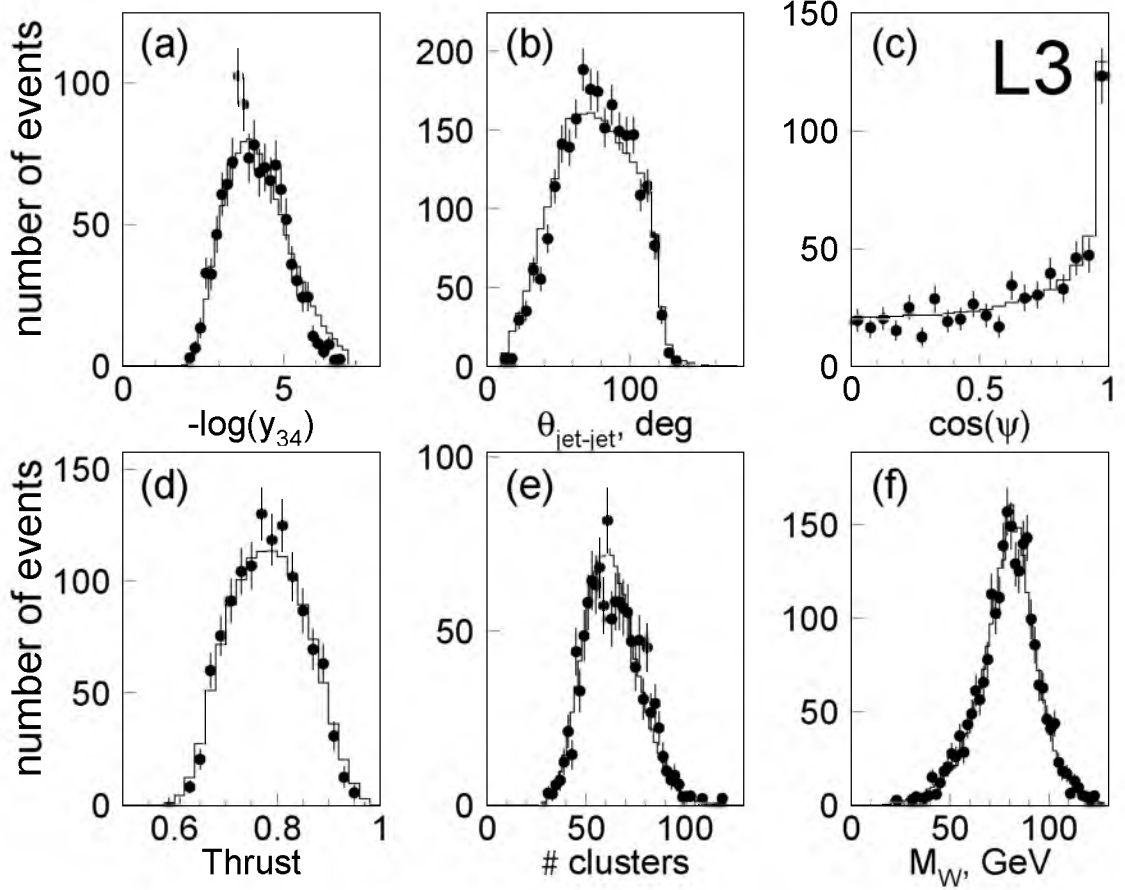 number of events
(a)
100
50
0
0 5
-log(y34)
(b)
200
150
100
50
0
0 100
θjet-jet, deg
(c)
L3
150
100
50
0
0 0.5 1
cos(ψ)
number of events
(d)
150
100
50
0
0.6 0.8 1
Thrust
(e)
100
50
0
0 50 100
# clusters
(f)
150
100
50
0
0 50 100
MW, GeV